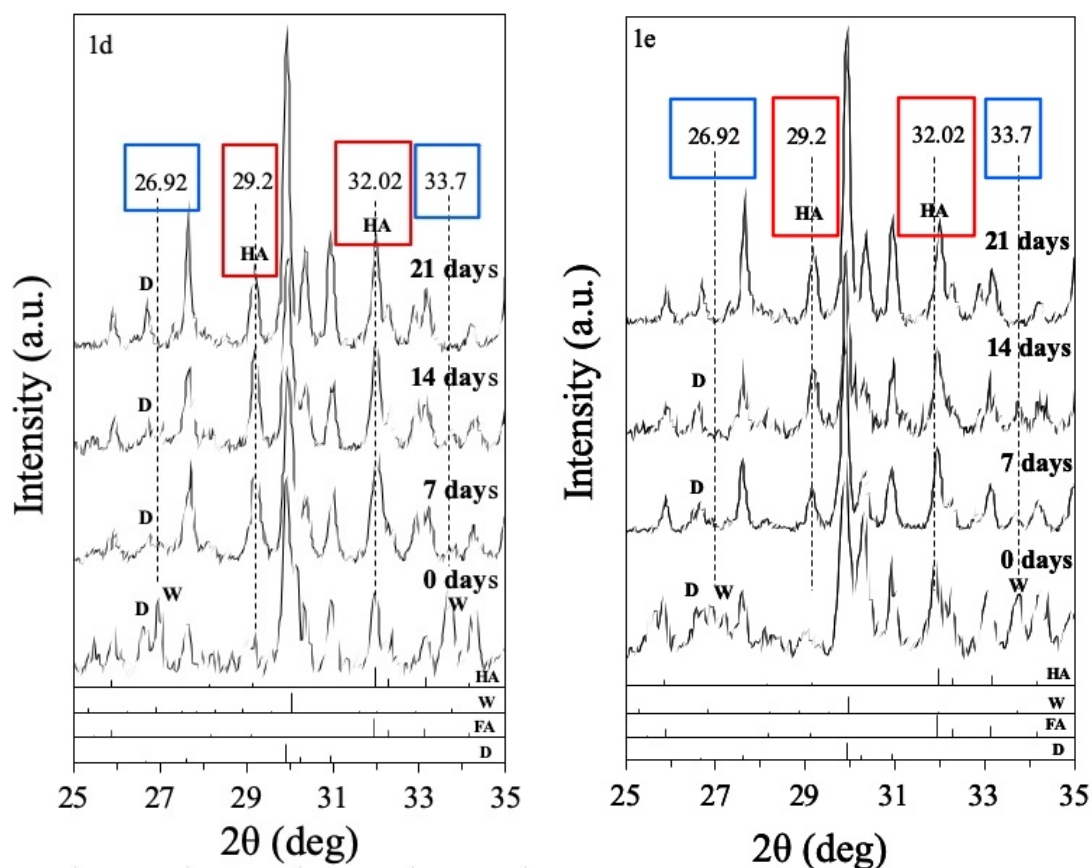 1d
26.92
29.2
32.02
33.7
HA
HA
21 days
D
14 days
D
7 days
D
0 days
D
W
W
HA
W
FA
D
25
27
29
31
33
35
2θ (deg)
Intensity (a.u.)
1e
26.92
29.2
32.02
33.7
HA
HA
21 days
14 days
D
7 days
D
0 days
D
W
W
HA
W
FA
D
25
27
29
31
33
35
2θ (deg)
Intensity (a.u.)